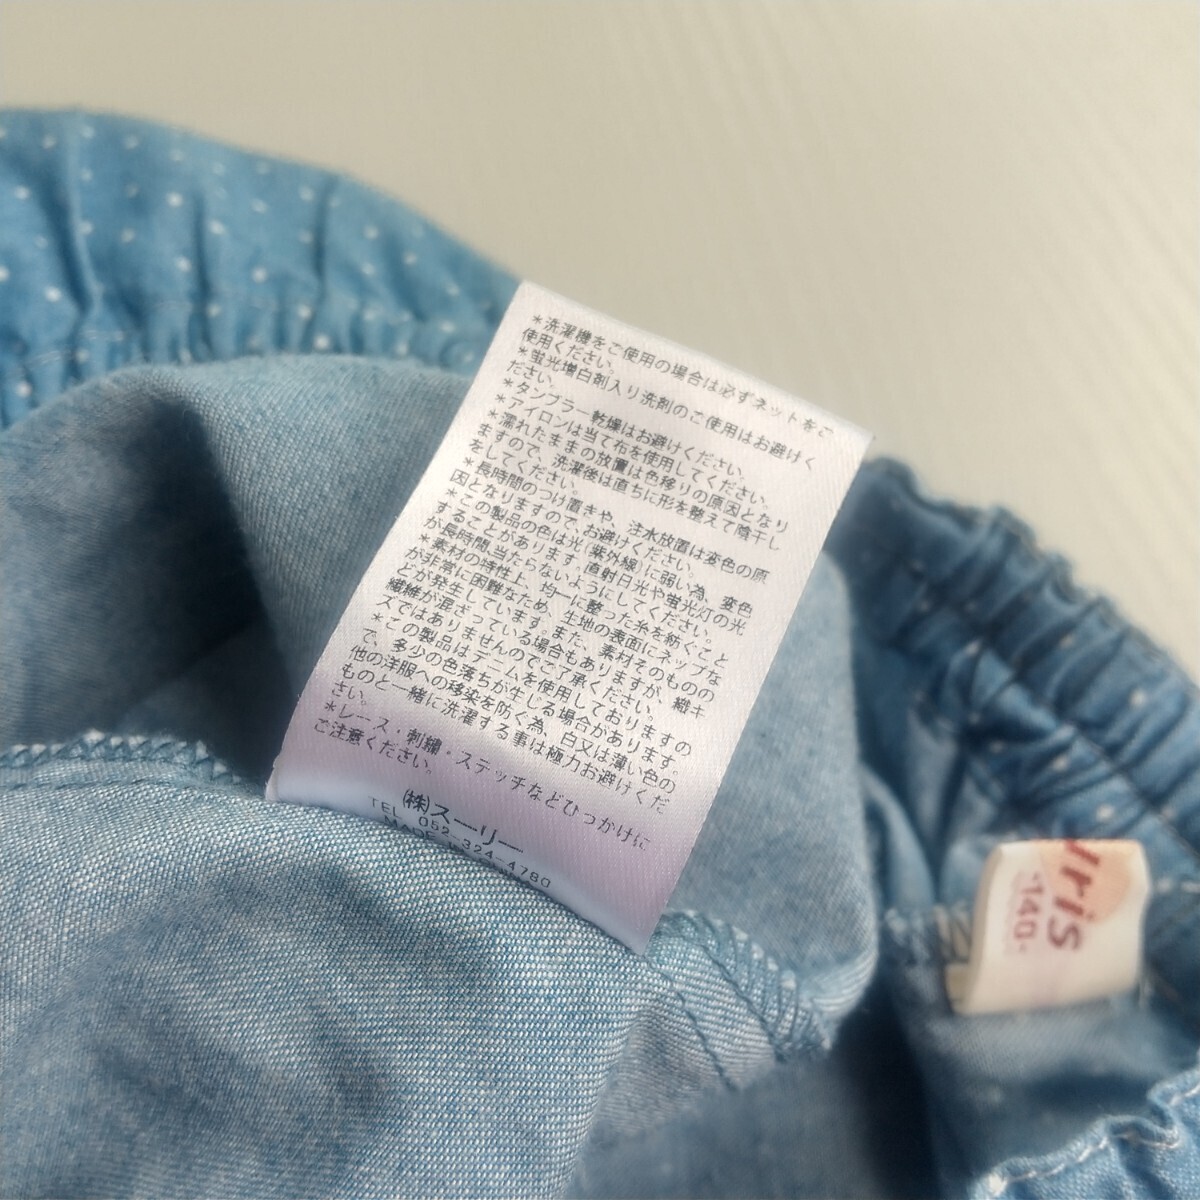 *洗濯機をご使用の場合は必ずネットをご
使用ください。
*蛍光増白剤入り洗剤のご使用はお避けく
ださい。
*タンブラー乾燥はお避けください。
*アイロンは当て布を使用してください。
*濡れたままの放置は色移りの原因となり
ますので、洗濯後は直ちに形を整えて陰干し
をしてください。
*長時間のつけ置きや、注水放置は変色の原
因となりますので、お避けください。
*この製品の色は光(紫外線)に弱い為、変色
することがあります。直射日光や蛍光灯の光
が長時間、当たらないようにしてください。
*素材の特性上、均一に整った糸を紡ぐこと
が非常に困難なため、生地の表面にネップな
どが発生しています。また、素材そのものの
繊維が混ざっている場合もありますが、織キ
ズではありませんのでご了承ください。
*この製品はデニムを使用しておりますの
で、多少の色落ちが生じる場合があります。
他の洋服への移染を防ぐ為、白又は薄い色の
ものと一緒に洗濯する事は極力お避けくだ
さい。
*レース・刺繍・ステッチなどひっかけに
ご注意ください。
(株)スーリー
TEL 052-324-4780
MADE
uris
-140-